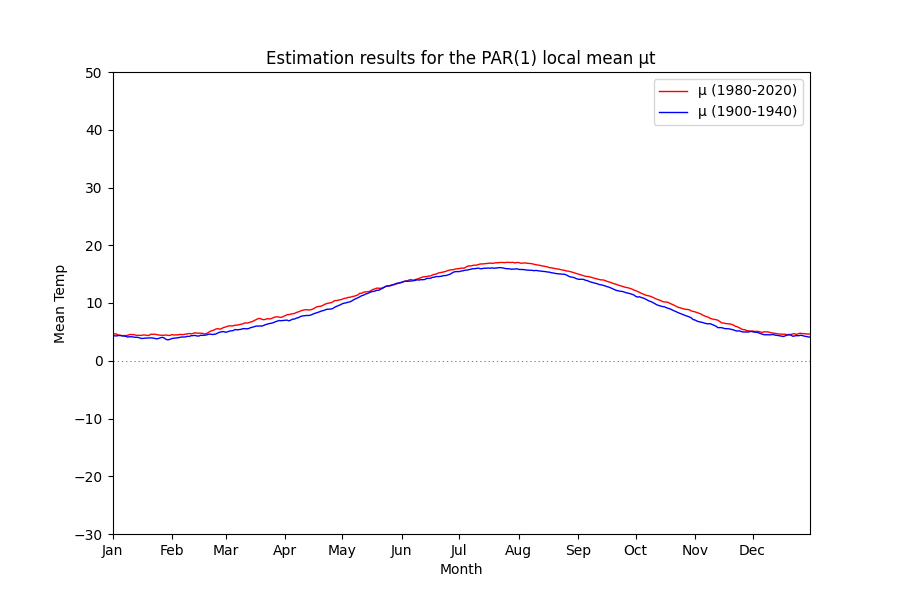 Estimation results for the PAR(1) local mean μt
μ (1980-2020)
μ (1900-1940)
50
40
30
20
10
0
−10
−20
−30
Mean Temp
Jan Feb Mar Apr May Jun Jul Aug Sep Oct Nov Dec
Month